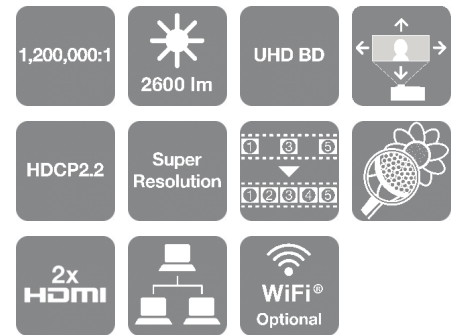 1,200,000:1
2600 lm
UHD BD
HDCP2.2
Super
Resolution
1 3 5
1 2 3 4 5
2x
HDMI
WiFi®
Optional